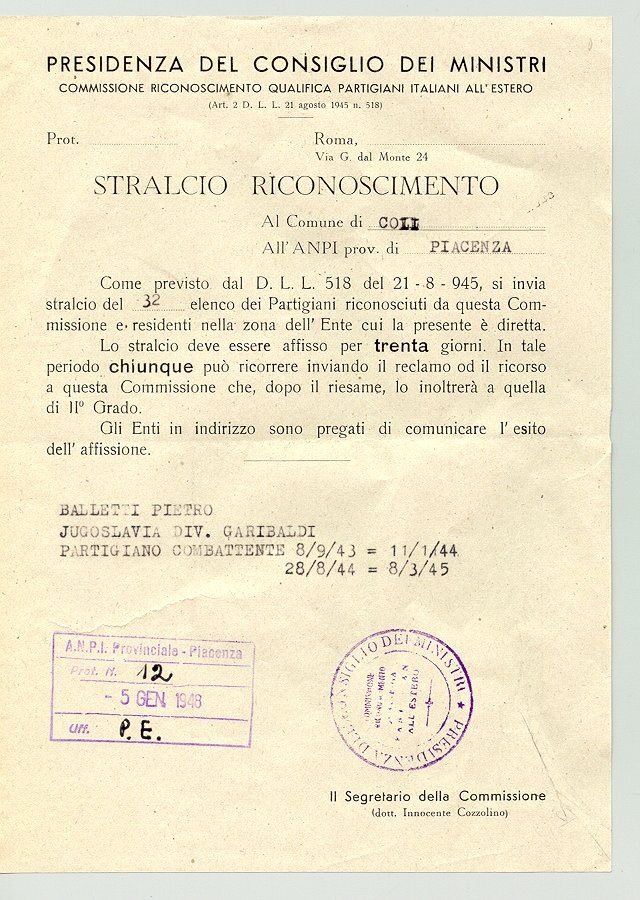 PRESIDENZA DEL CONSIGLIO DEI MINISTRI
COMMISSIONE RICONOSCIMENTO QUALIFICA PARTIGIANI ITALIANI ALL'ESTERO
(Art. 2 D. L. L. 21 agosto 1945 n. 518)
Prot.
Roma,
Via G. dal Monte 24
STRALCIO RICONOSCIMENTO
Al Comune di COLI
All'ANPI prov. di PIACENZA
Come previsto dal D. L. L. 518 del 21 - 8 - 945, si invia
stralcio del 32 elenco dei Partigiani riconosciuti da questa Com-
missione e residenti nella zona dell' Ente cui la presente è diretta.
Lo stralcio deve essere affisso per trenta giorni. In tale
periodo chiunque può ricorrere inviando il reclamo od il ricorso
a questa Commissione che, dopo il riesame, lo inoltrerà a quella
di IIº Grado.
Gli Enti in indirizzo sono pregati di comunicare l' esito
dell' affissione.
BALLETTI PIETRO
JUGOSLAVIA DIV. GARIBALDI
PARTIGIANO COMBATTENTE 8/9/43 = 11/1/44
28/8/44 = 8/3/45
A.N.P.I. Provinciale - Piacenza
Prot. N. 12
- 5 GEN 1948
Uff. P.E.
PRESIDENZA DEL CONSIGLIO DEI MINISTRI
COMMISSIONE
ALL'ESTERO
Il Segretario della Commissione
(dott. Innocente Cozzolino)